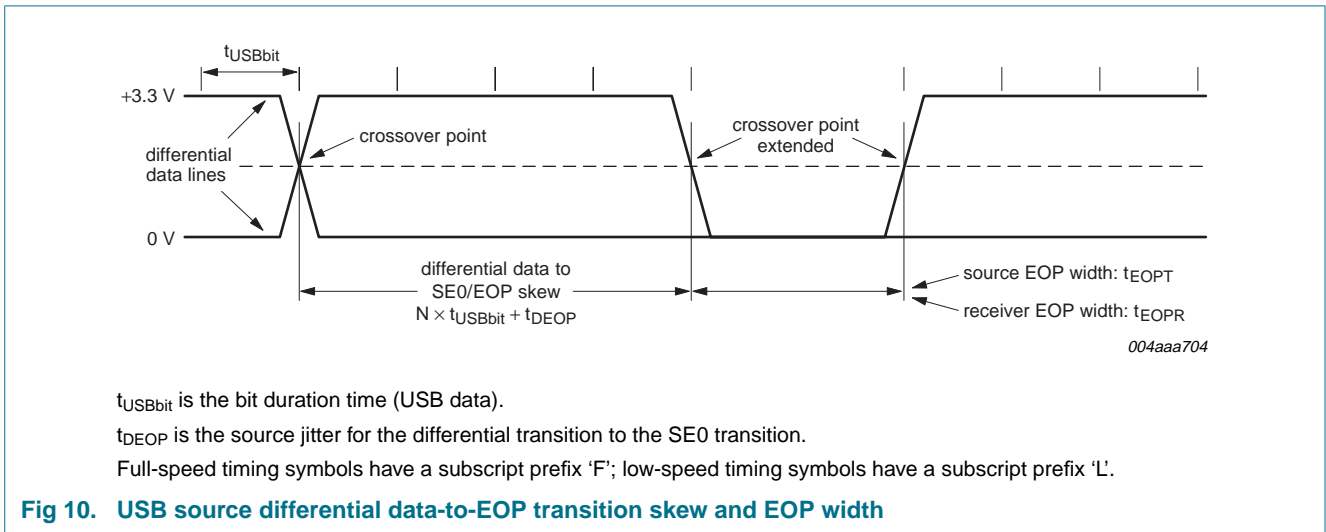 tUSBbit
+3.3 V
crossover point
crossover point
extended
differential
data lines
0 V
differential data to
SE0/EOP skew
N × tUSBbit + tDEOP
source EOP width: tEOPT
receiver EOP width: tEOPR
004aaa704
tUSBbit is the bit duration time (USB data).
tDEOP is the source jitter for the differential transition to the SE0 transition.
Full-speed timing symbols have a subscript prefix ‘F’; low-speed timing symbols have a subscript prefix ‘L’.
Fig 10. USB source differential data-to-EOP transition skew and EOP width